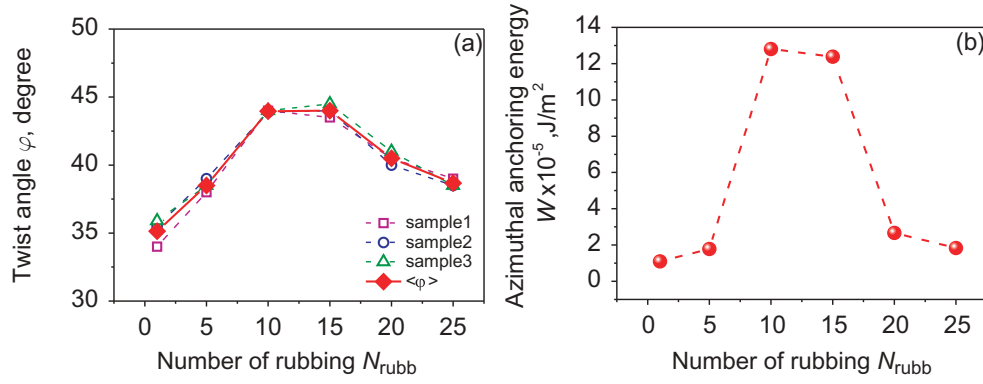 (a)
50
45
40
35
30
Twist angle φ, degree
sample1
sample2
sample3
<φ>
0 5 10 15 20 25
Number of rubbing Nrubb
(b)
14
12
10
8
6
4
2
0
Azimuthal anchoring energy
W x10⁻⁵ ,J/m²
0 5 10 15 20 25
Number of rubbing Nrubb